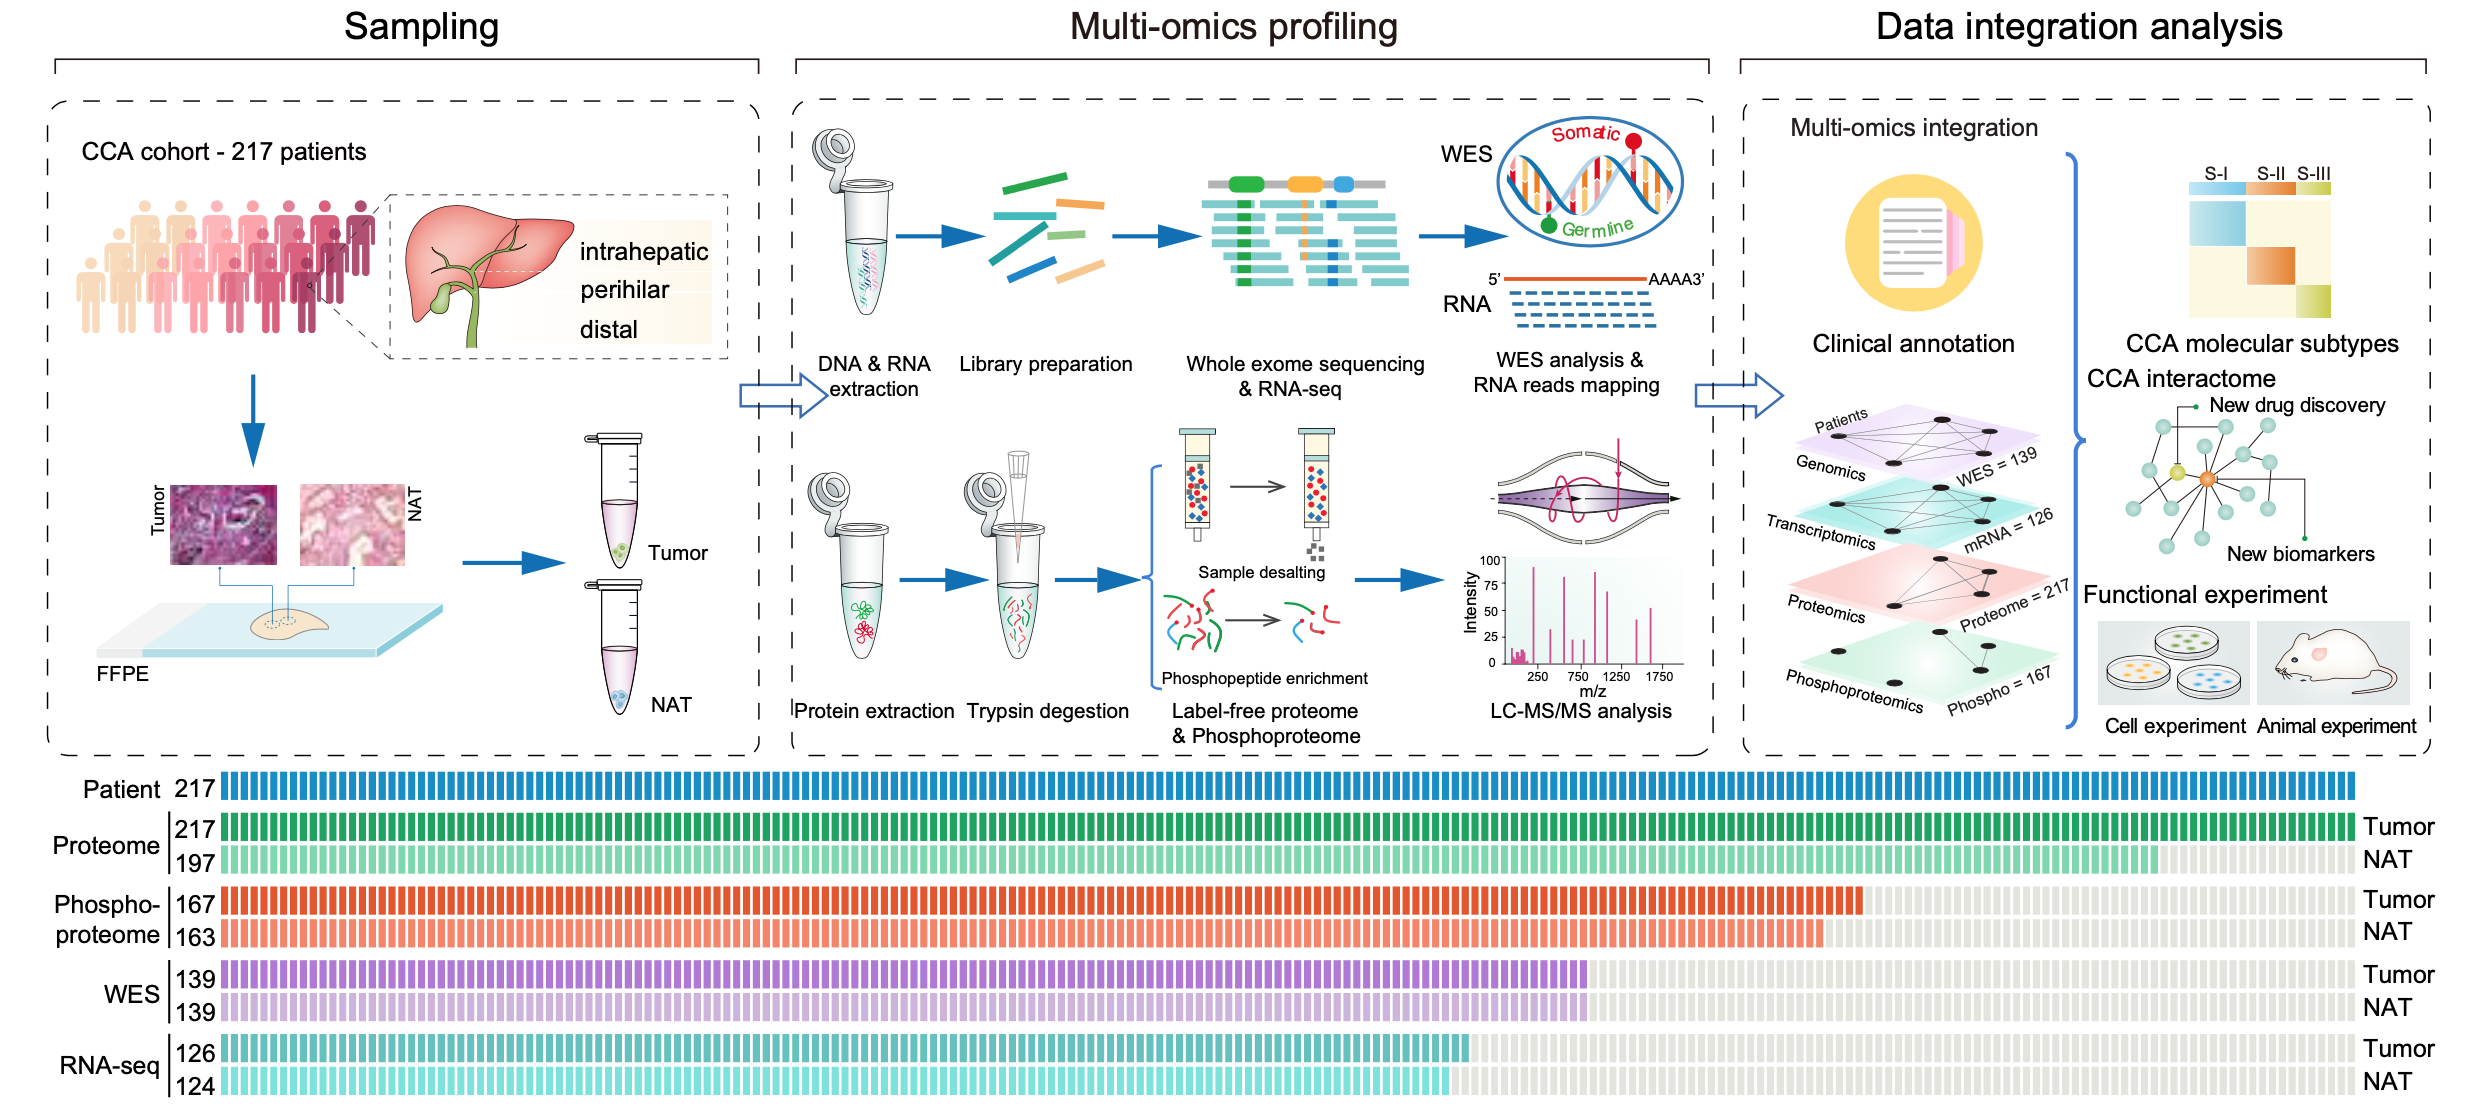 Sampling
Multi-omics profiling
Data integration analysis
CCA cohort - 217 patients
intrahepatic
perihilar
distal
Tumor
NAT
FFPE
Tumor
NAT
WES
Somatic
Germline
5'
AAAA3'
RNA
DNA & RNA
extraction
Library preparation
Whole exome sequencing
& RNA-seq
WES analysis &
RNA reads mapping
Sample desalting
Phosphopeptide enrichment
Intensity
100
75
50
25
0
250
750
1250
1750
m/z
Protein extraction
Trypsin degestion
Label-free proteome
& Phosphoproteome
LC-MS/MS analysis
Multi-omics integration
Clinical annotation
Patients
Genomics
WES = 139
Transcriptomics
mRNA = 126
Proteomics
Proteome = 217
Phosphoproteomics
Phospho = 167
S-I
S-II
S-III
CCA molecular subtypes
CCA interactome
New drug discovery
New biomarkers
Functional experiment
Cell experiment
Animal experiment
Patient 217
Proteome
217
Tumor
197
NAT
Phospho-
proteome
167
Tumor
163
NAT
WES
139
Tumor
139
NAT
RNA-seq
126
Tumor
124
NAT